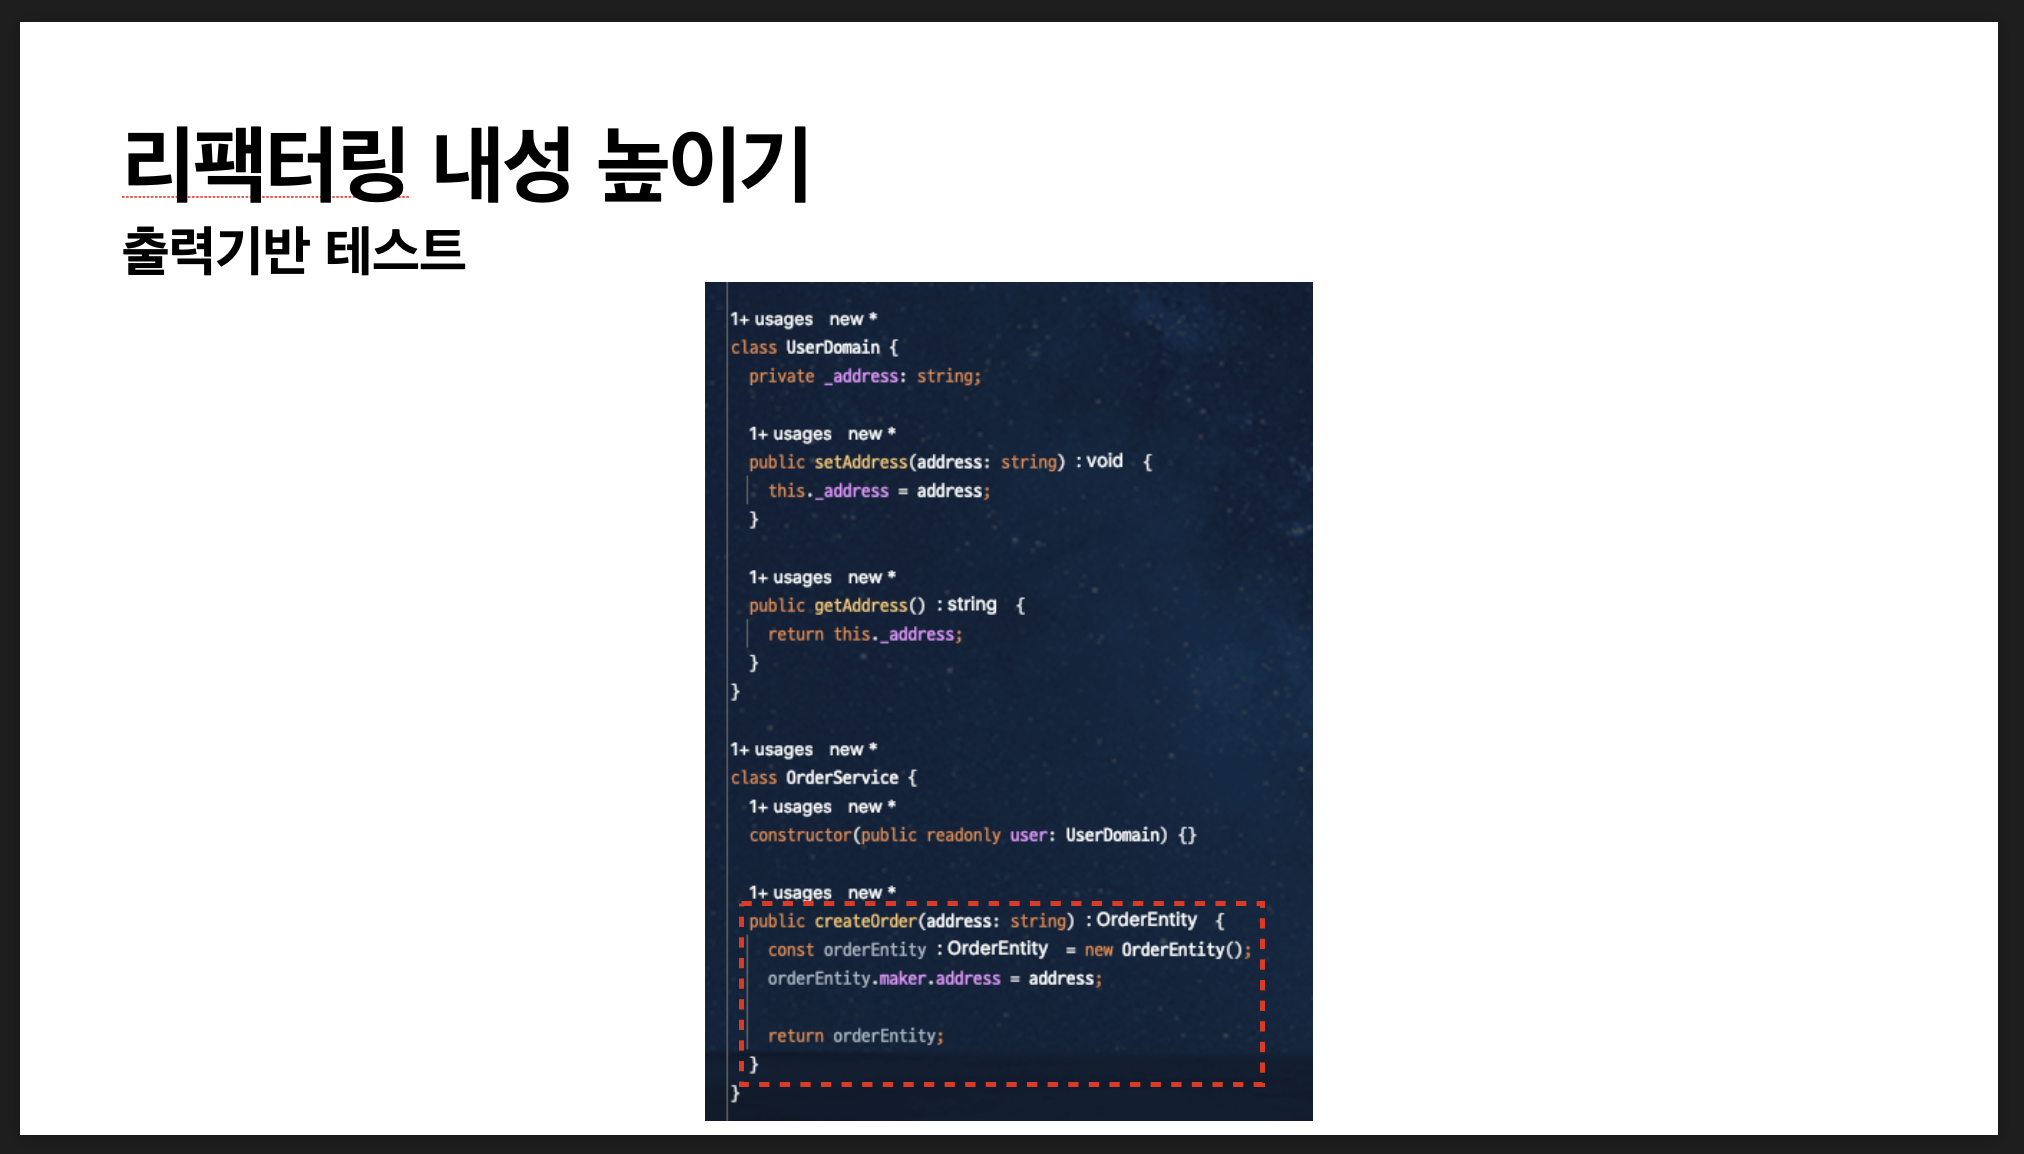 리팩터링 내성 높이기
출력기반 테스트
1+ usages new *
class UserDomain {
private _address: string;
1+ usages new *
public setAddress(address: string) : void {
this._address = address;
}
1+ usages new *
public getAddress() : string {
return this._address;
}
}
1+ usages new *
class OrderService {
1+ usages new *
constructor(public readonly user: UserDomain) {}
1+ usages new *
public createOrder(address: string) : OrderEntity {
const orderEntity : OrderEntity = new OrderEntity();
orderEntity.maker.address = address;
return orderEntity;
}
}